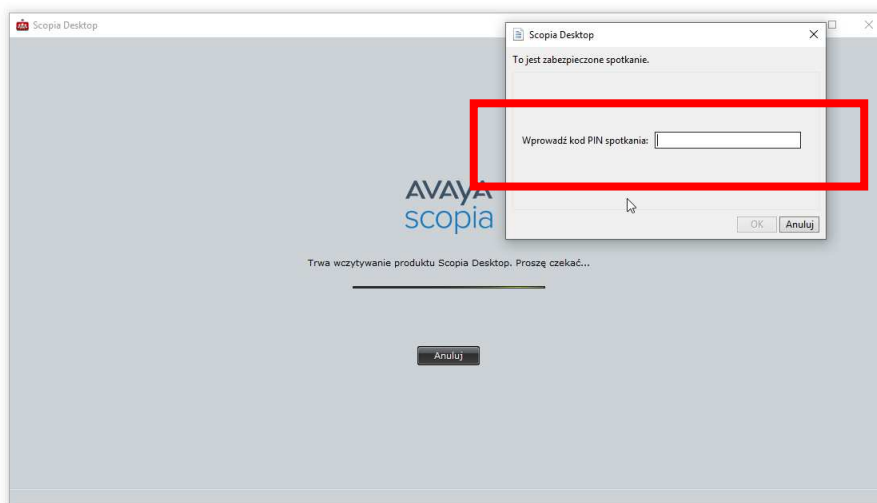 Scopia Desktop
Scopia Desktop
To jest zabezpieczone spotkanie.
Wprowadź kod PIN spotkania:
OK Anuluj
AVAYA
scopia
Trwa wczytywanie produktu Scopia Desktop. Proszę czekać...
Anuluj